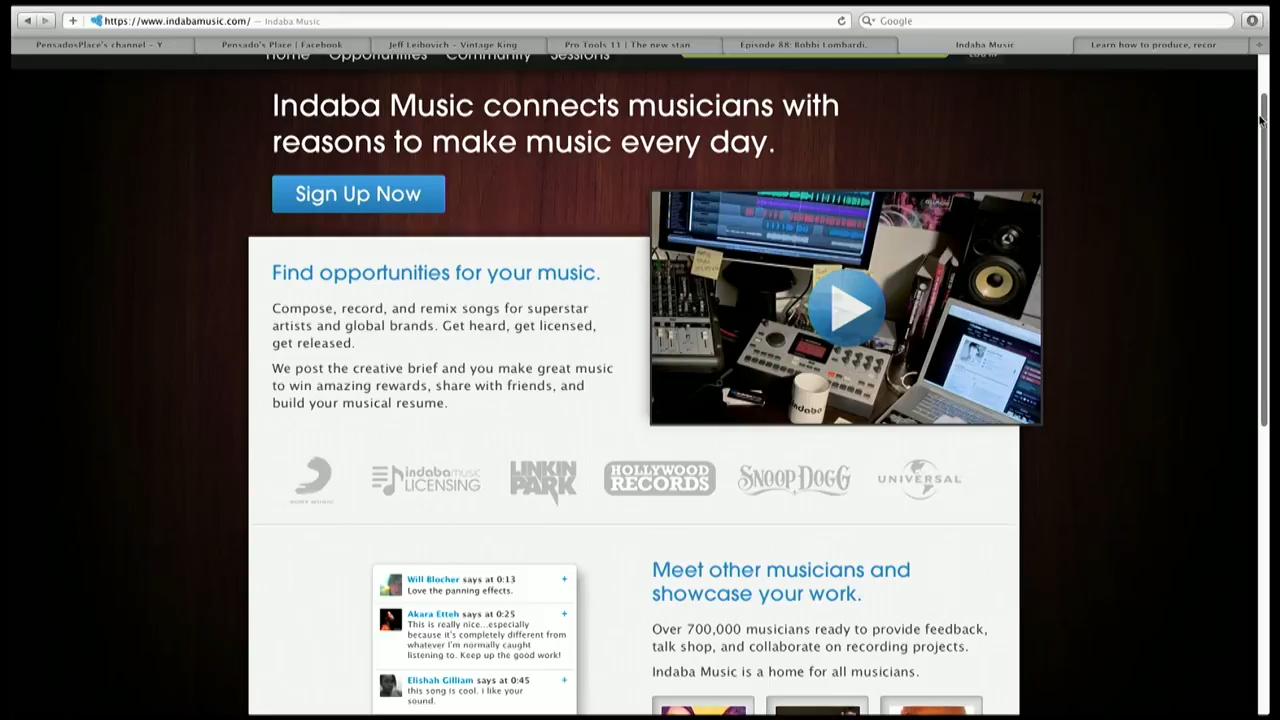 https://www.indabamusic.com/ — Indaba Music
Google
PensadosPlace's channel – Y
Pensado's Place | Facebook
Jeff Leibovich – Vintage King
Pro Tools 11 | The new stan
Episode 88: Bobbi Lombardi,
Indaba Music
Learn how to produce, recor
Home Opportunities Community Sessions
Indaba Music connects musicians with
reasons to make music every day.
Sign Up Now
Find opportunities for your music.
Compose, record, and remix songs for superstar
artists and global brands. Get heard, get licensed,
get released.
We post the creative brief and you make great music
to win amazing rewards, share with friends, and
build your musical resume.
indaba
SONY MUSIC
indabamusic
LICENSING
LINKIN
PARK
HOLLYWOOD
RECORDS
SNOOP DOGG
UNIVERSAL
Will Blocher says at 0:13
Love the panning effects.
Akara Etteh says at 0:25
This is really nice...especially
because it's completely different from
whatever I'm normally caught
listening to. Keep up the good work!
Elishah Gilliam says at 0:45
this song is cool. i like your
sound.
Meet other musicians and
showcase your work.
Over 700,000 musicians ready to provide feedback,
talk shop, and collaborate on recording projects.
Indaba Music is a home for all musicians.